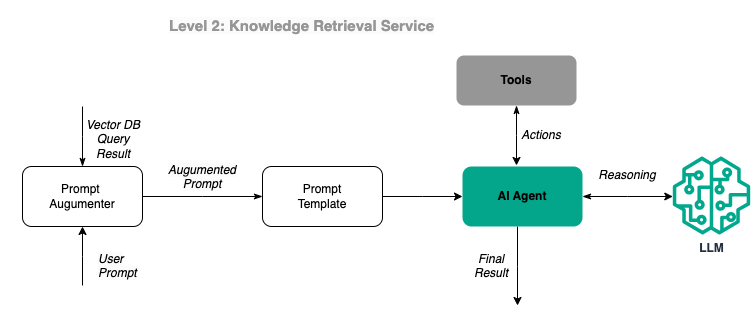 Level 2: Knowledge Retrieval Service
Tools
Vector DB
Query
Result
Actions
Augumented
Prompt
Reasoning
Prompt
Augumenter
Prompt
Template
AI Agent
LLM
User
Prompt
Final
Result